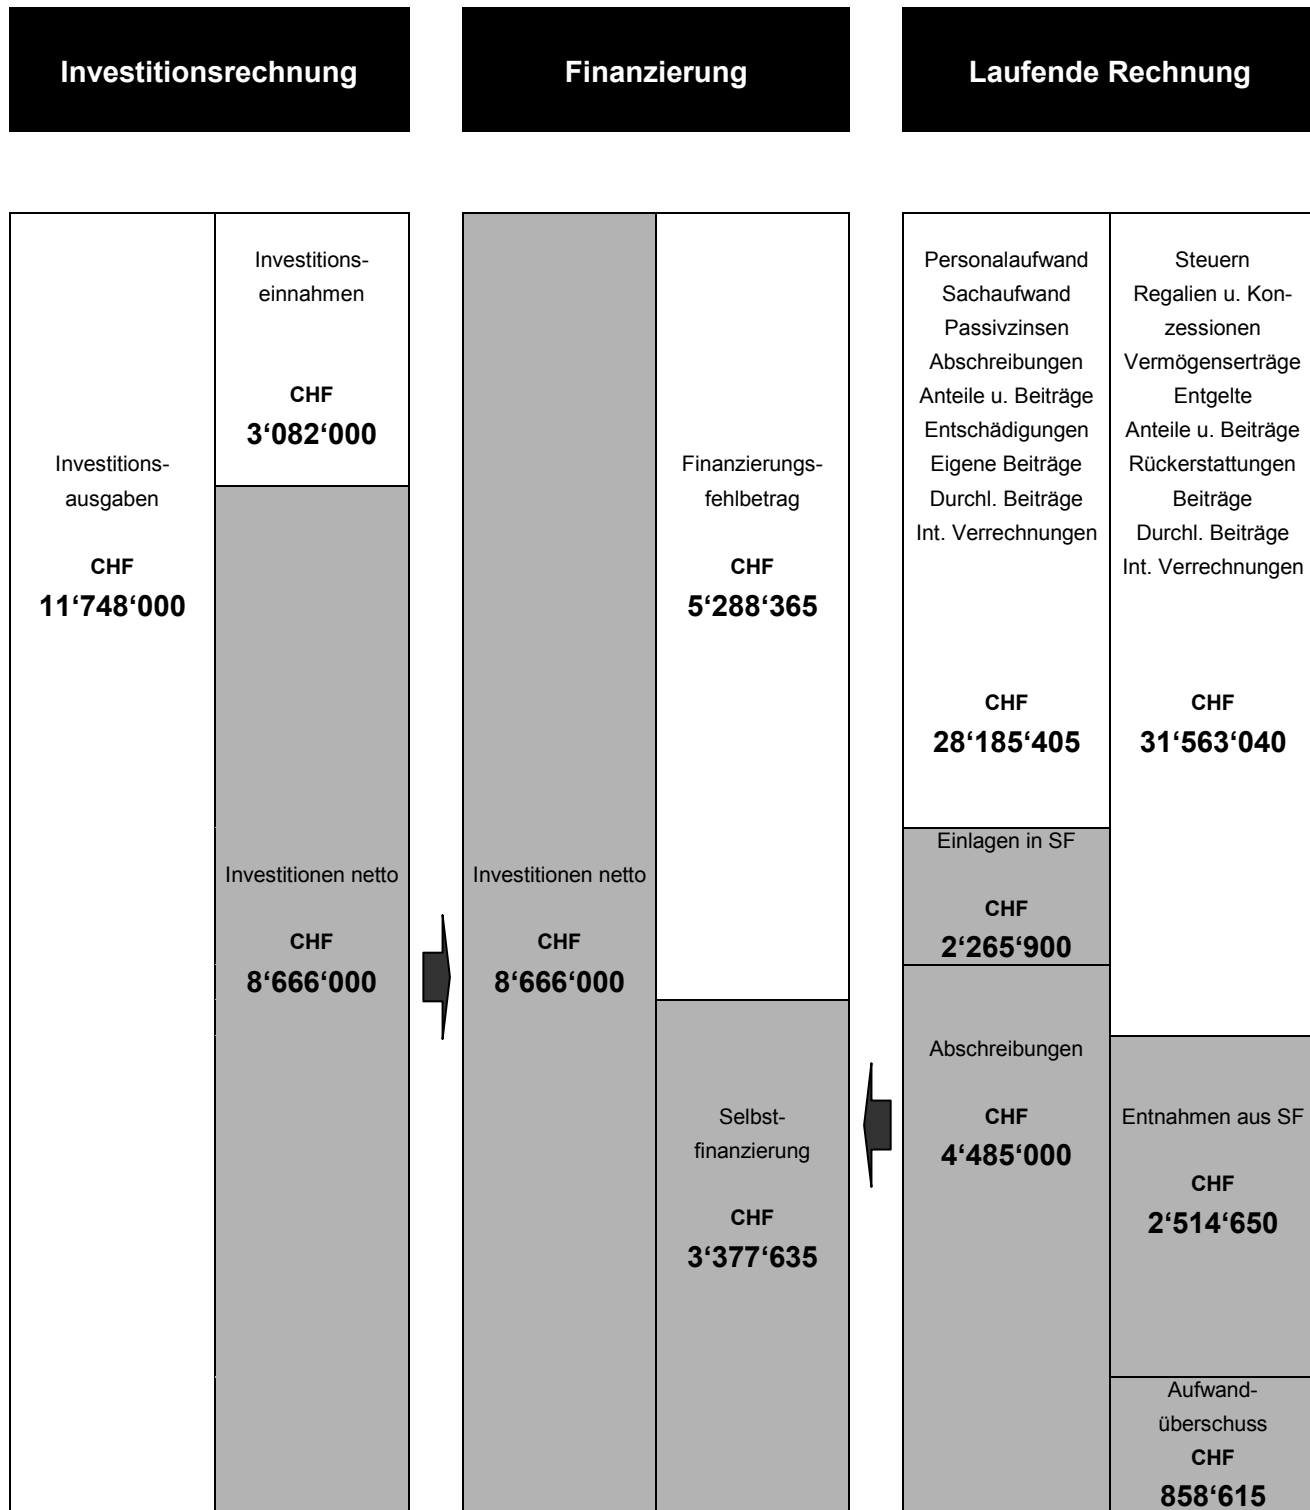 Investitionsrechnung
Finanzierung
Laufende Rechnung
Investitions-
ausgaben
CHF
11‘748‘000
Investitions-
einnahmen
CHF
3‘082‘000
Investitionen netto
CHF
8‘666‘000
Investitionen netto
CHF
8‘666‘000
Finanzierungs-
fehlbetrag
CHF
5‘288‘365
Selbst-
finanzierung
CHF
3‘377‘635
Personalaufwand
Sachaufwand
Passivzinsen
Abschreibungen
Anteile u. Beiträge
Entschädigungen
Eigene Beiträge
Durchl. Beiträge
Int. Verrechnungen
CHF
28‘185‘405
Einlagen in SF
CHF
2‘265‘900
Abschreibungen
CHF
4‘485‘000
Steuern
Regalien u. Kon-
zessionen
Vermögenserträge
Entgelte
Anteile u. Beiträge
Rückerstattungen
Beiträge
Durchl. Beiträge
Int. Verrechnungen
CHF
31‘563‘040
Entnahmen aus SF
CHF
2‘514‘650
Aufwand-
überschuss
CHF
858‘615